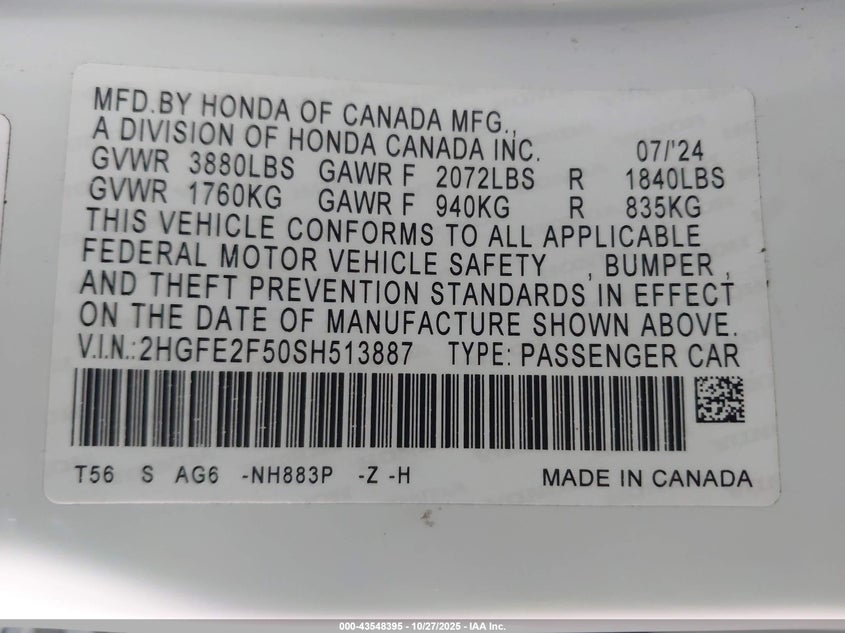 MFD.BY HONDA OF CANADA MFG.,
A DIVISION OF HONDA CANADA INC. 07/'24
GVWR 3880LBS GAWR F 2072LBS R 1840LBS
GVWR 1760KG GAWR F 940KG R 835KG
THIS VEHICLE CONFORMS TO ALL APPLICABLE
FEDERAL MOTOR VEHICLE SAFETY , BUMPER ,
AND THEFT PREVENTION STANDARDS IN EFFECT
ON THE DATE OF MANUFACTURE SHOWN ABOVE.
V.I.N.:2HGFE2F50SH513887 TYPE: PASSENGER CAR
T56 S AG6 -NH883P -Z -H MADE IN CANADA
000-43548395 - 10/27/2025 - IAA Inc.